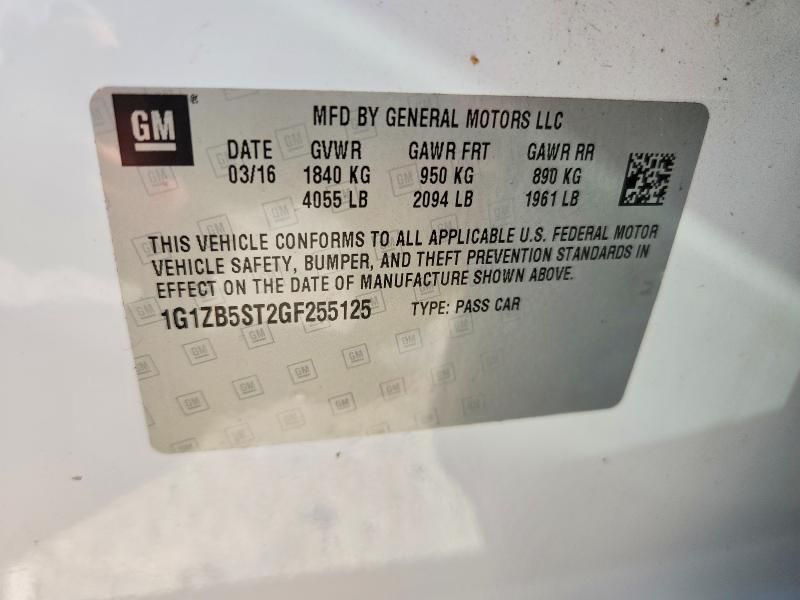 GM ® MFD BY GENERAL MOTORS LLC
DATE GVWR GAWR FRT GAWR RR
03/16 1840 KG 950 KG 890 KG
4055 LB 2094 LB 1961 LB
THIS VEHICLE CONFORMS TO ALL APPLICABLE U.S. FEDERAL MOTOR
VEHICLE SAFETY, BUMPER, AND THEFT PREVENTION STANDARDS IN
EFFECT ON THE DATE OF MANUFACTURE SHOWN ABOVE.
1G1ZB5ST2GF255125 TYPE: PASS CAR